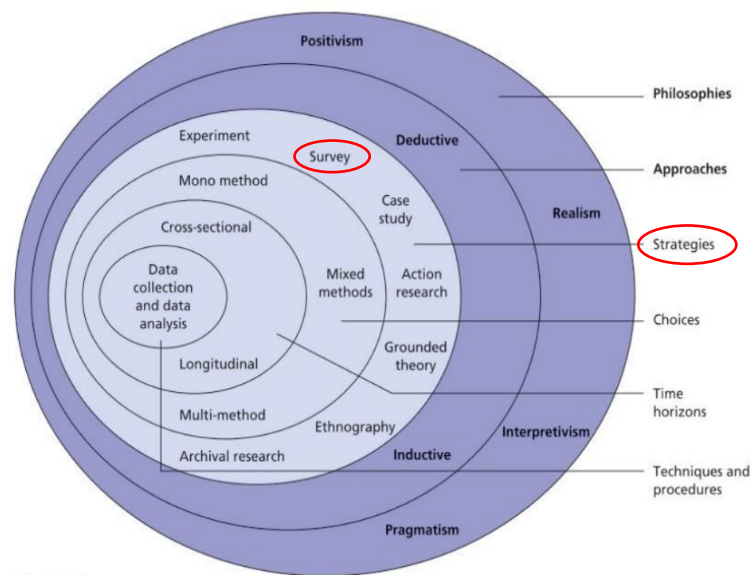 Positivism
Philosophies
Experiment
Survey
Deductive
Approaches
Mono method
Case
study
Realism
Cross-sectional
Strategies
Data
collection
and data
analysis
Mixed
methods
Action
research
Choices
Grounded
theory
Longitudinal
Time
horizons
Multi-method
Ethnography
Interpretivism
Archival research
Inductive
Techniques and
procedures
Pragmatism